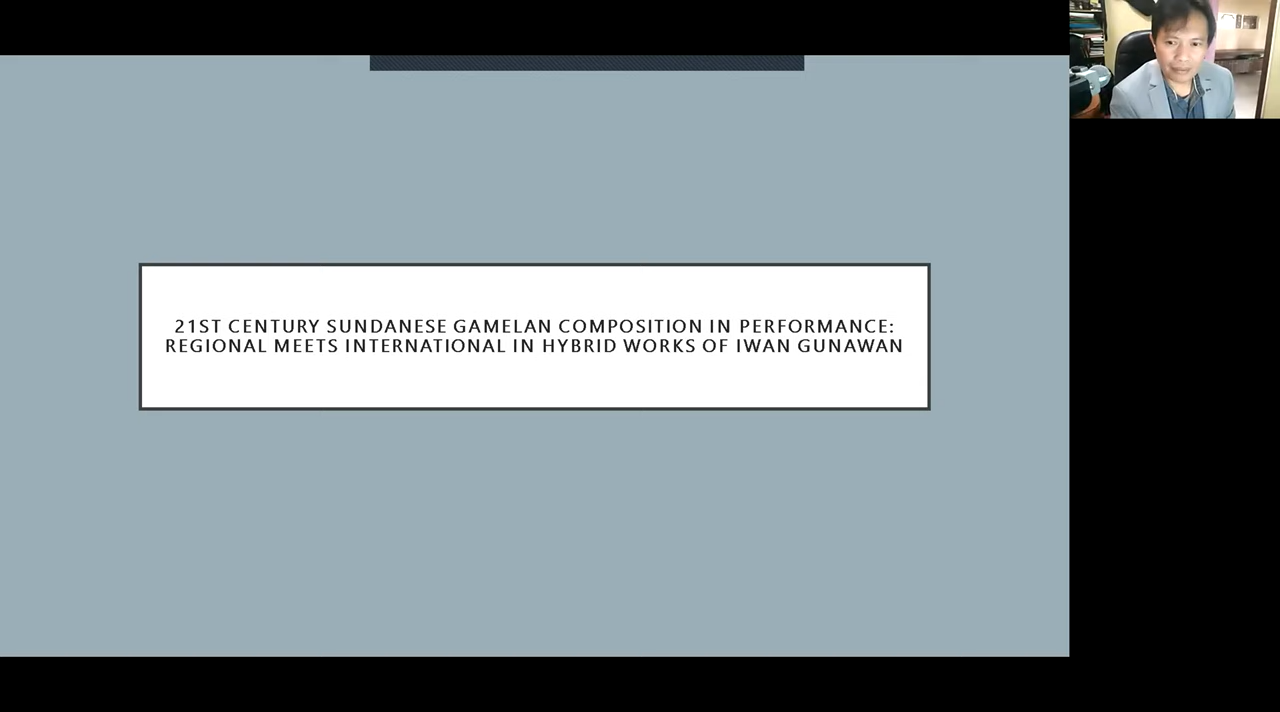 21ST CENTURY SUNDANESE GAMELAN COMPOSITION IN PERFORMANCE:
REGIONAL MEETS INTERNATIONAL IN HYBRID WORKS OF IWAN GUNAWAN